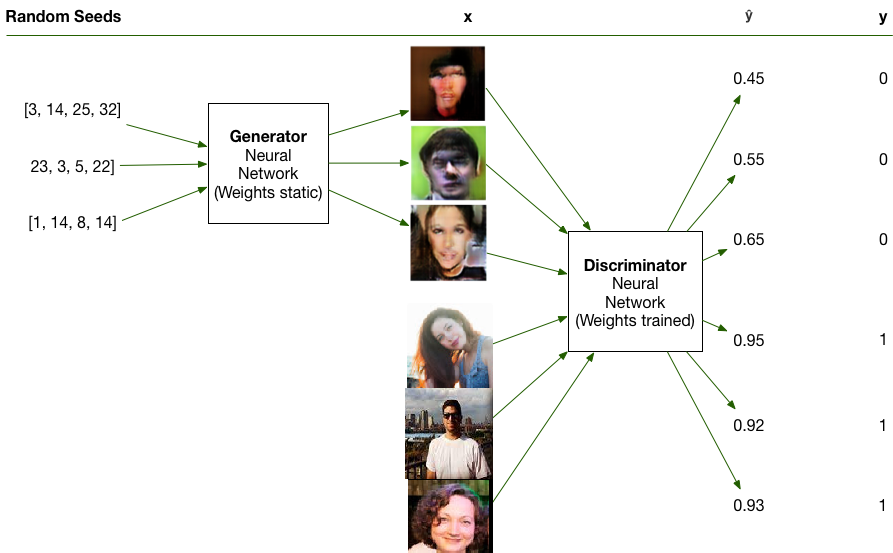 Random Seeds x ŷ y
[3, 14, 25, 32]
23, 3, 5, 22]
[1, 14, 8, 14]
Generator
Neural
Network
(Weights static)
Discriminator
Neural
Network
(Weights trained)
0.45 0
0.55 0
0.65 0
0.95 1
0.92 1
0.93 1